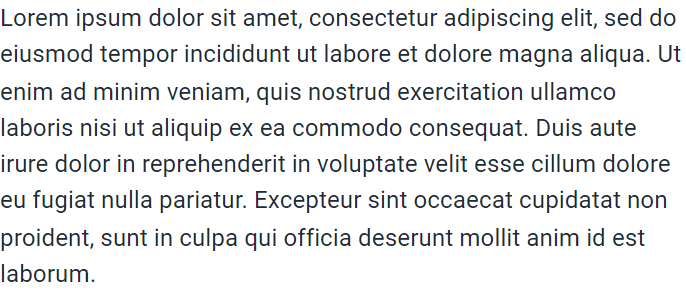 Lorem ipsum dolor sit amet, consectetur adipiscing elit, sed do
eiusmod tempor incididunt ut labore et dolore magna aliqua. Ut
enim ad minim veniam, quis nostrud exercitation ullamco
laboris nisi ut aliquip ex ea commodo consequat. Duis aute
irure dolor in reprehenderit in voluptate velit esse cillum dolore
eu fugiat nulla pariatur. Excepteur sint occaecat cupidatat non
proident, sunt in culpa qui officia deserunt mollit anim id est
laborum.